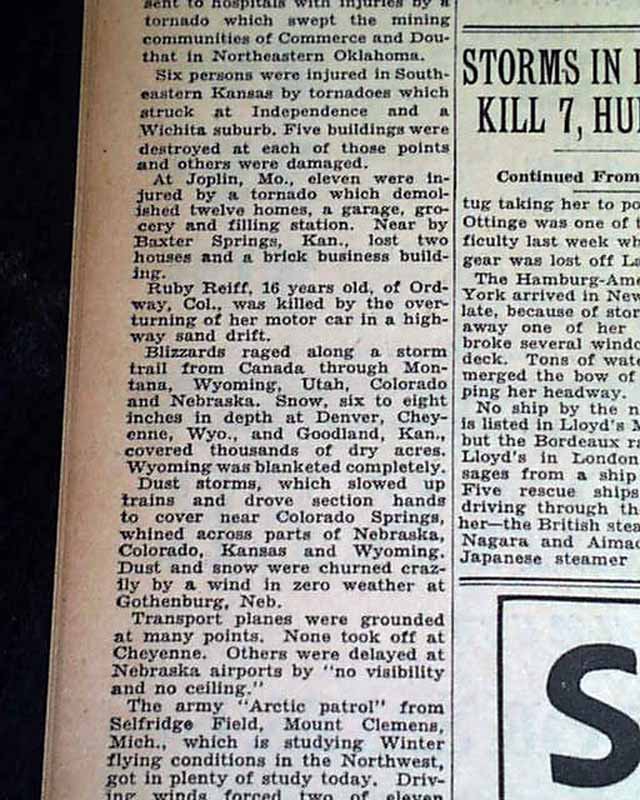 sent to hospitals with injuries by a
tornado which swept the mining
communities of Commerce and Dou-
that in Northeastern Oklahoma.
Six persons were injured in South-
eastern Kansas by tornadoes which
struck at Independence and a
Wichita suburb. Five buildings were
destroyed at each of those points
and others were damaged.
At Joplin, Mo., eleven were in-
jured by a tornado which demol-
ished twelve homes, a garage, gro-
cery and filling station. Near by
Baxter Springs, Kan., lost two
houses and a brick business build-
ing.
Ruby Reiff, 16 years old, of Ord-
way, Col., was killed by the over-
turning of her motor car in a high-
way sand drift.
Blizzards raged along a storm
trail from Canada through Mon-
tana, Wyoming, Utah, Colorado
and Nebraska. Snow, six to eight
inches in depth at Denver, Chey-
enne, Wyo., and Goodland, Kan.,
covered thousands of dry acres.
Wyoming was blanketed completely.
Dust storms, which slowed up
trains and drove section hands
to cover near Colorado Springs,
whined across parts of Nebraska,
Colorado, Kansas and Wyoming.
Dust and snow were churned craz-
ily by a wind in zero weather at
Gothenburg, Neb.
Transport planes were grounded
at many points. None took off at
Cheyenne. Others were delayed at
Nebraska airports by "no visibility
and no ceiling."
The army "Arctic patrol" from
Selfridge Field, Mount Clemens,
Mich., which is studying Winter
flying conditions in the Northwest,
got in plenty of study today. Driv-
ing winds forced two of eleven
STORMS IN
KILL 7, HU
Continued From
tug taking her to po
Ottinge was one of t
ficulty last week wh
gear was lost off La
The Hamburg-Ame
York arrived in New
late, because of stor
away one of her
broke several windo
deck. Tons of wate
merged the bow of
ping her headway.
No ship by the n
is listed in Lloyd's M
but the Bordeaux ra
Lloyd's in London
sages from a ship
Five rescue ships
driving through th
her—the British stea
Nagara and Aimac
Japanese steamer
S